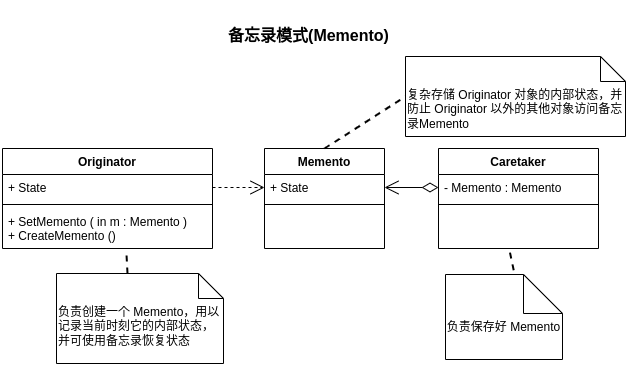 备忘录模式(Memento)
复杂存储 Originator 对象的内部状态，并
防止 Originator 以外的其他对象访问备忘
录Memento
Originator
+ State
+ SetMemento ( in m : Memento )
+ CreateMemento ()
Memento
+ State
Caretaker
- Memento : Memento
负责创建一个 Memento，用以
记录当前时刻它的内部状态，
并可使用备忘录恢复状态
负责保存好 Memento